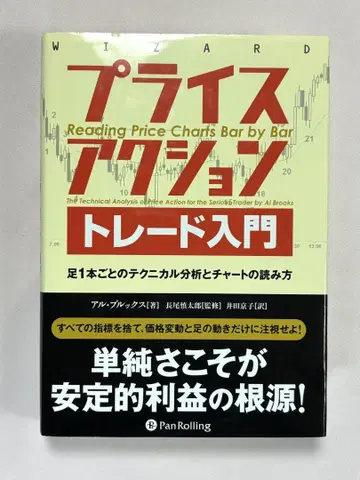 WIZARD
プライス
Reading Price Charts Bar by Bar
アクション
The Technical Analysis of Price Action for the Serious Trader by Al Brooks
トレード入門
足1本ごとのテクニカル分析とチャートの読み方
アル・ブルックス[著] 長尾慎太郎[監修] 井田京子[訳]
すべての指標を捨て、価格変動と足の動きだけに注視せよ!
単純さこそが
安定的利益の根源!
PanRolling